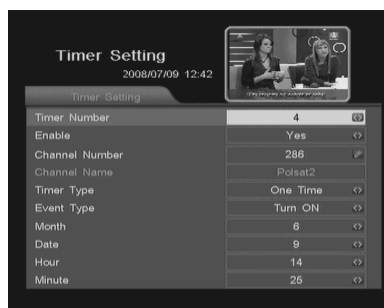 Timer Setting
2008/07/09 12:42
Timer Setting
Timer Number 4
Enable Yes
Channel Number 286
Channel Name Polsat2
Timer Type One Time
Event Type Turn ON
Month 6
Date 9
Hour 14
Minute 25